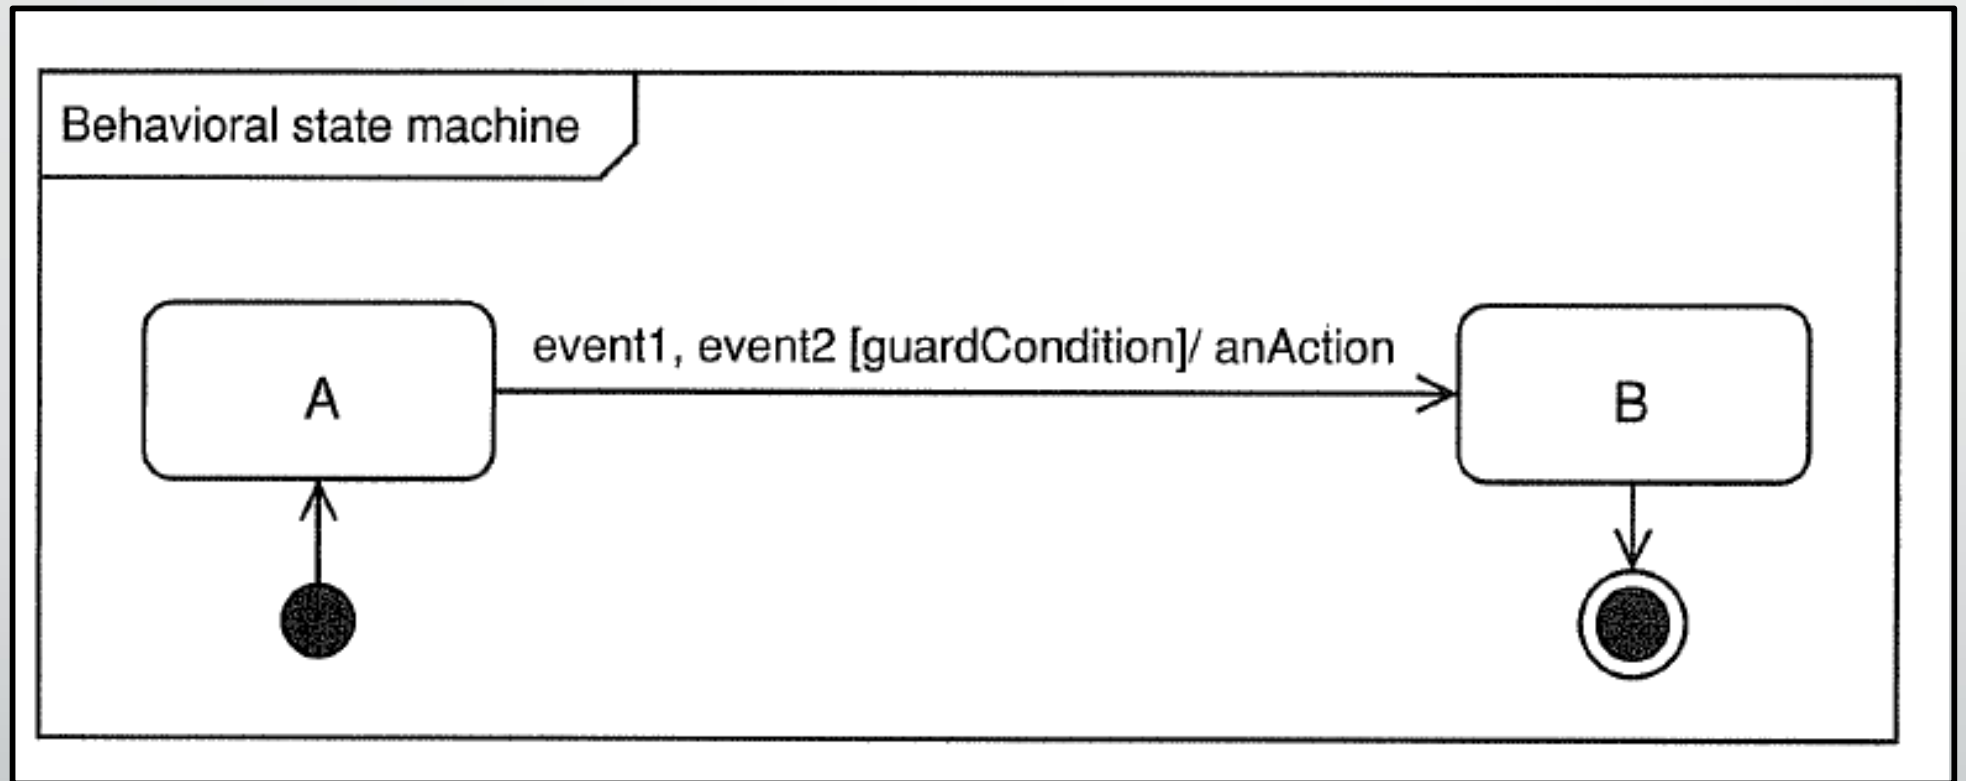 Behavioral state machine
event1, event2 [guardCondition]/ anAction
A
B